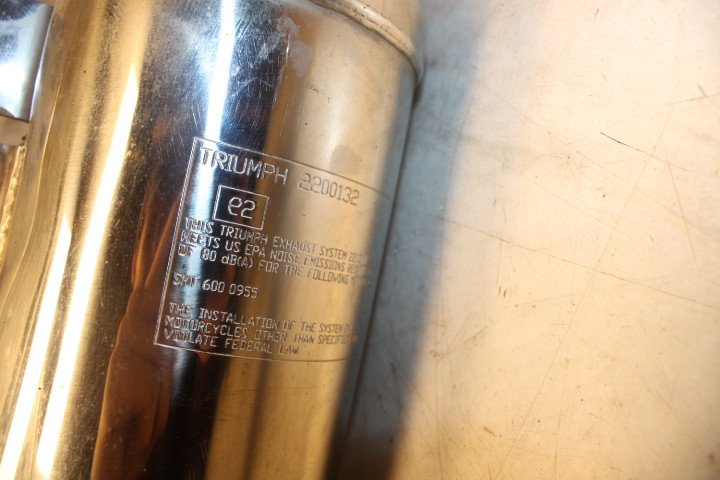 TRIUMPH 2200132
e2
THIS TRIUMPH EXHAUST SYSTEM
MEETS US EPA NOISE EMISSIONS
OF 80 dB(A) FOR THE FOLLOWING
SMT 600 0955
THE INSTALLATION OF THE SYSTEM
MOTORCYCLES OTHER THAN
VIOLATE FEDERAL LAW